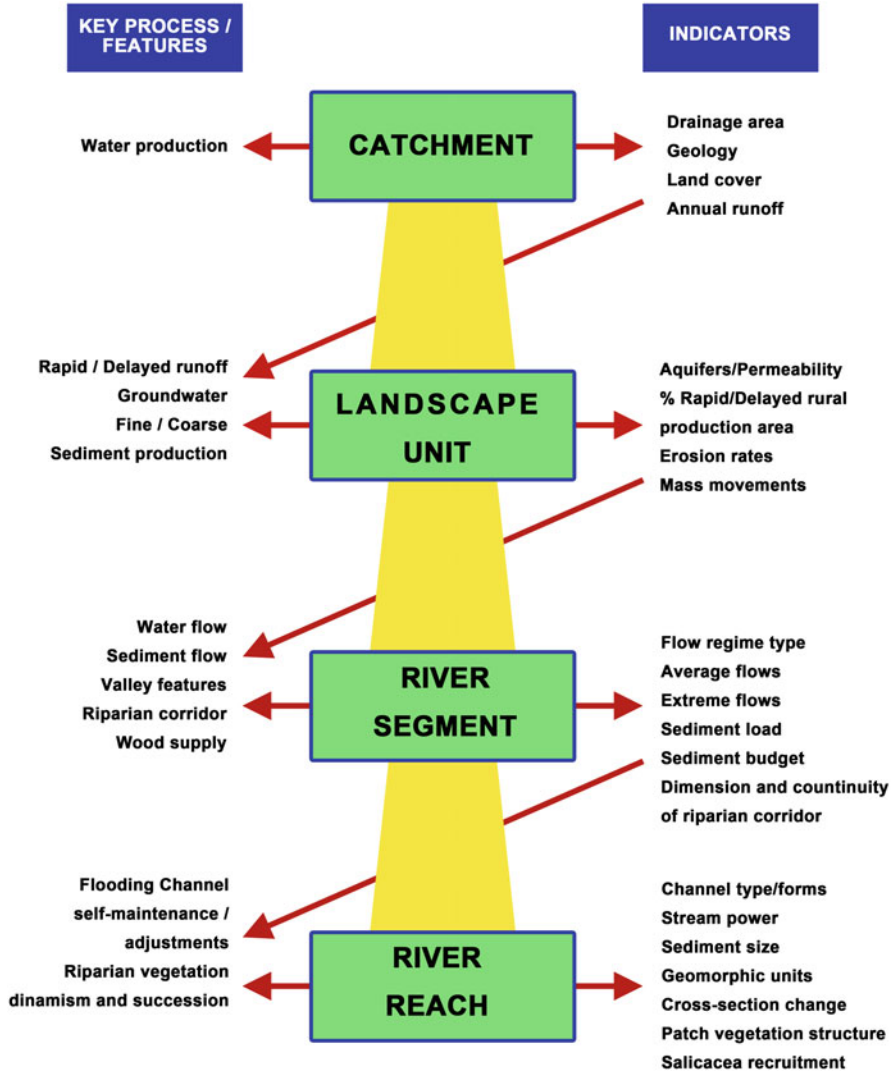 KEY PROCESS /
FEATURES
INDICATORS
Water production
CATCHMENT
Drainage area
Geology
Land cover
Annual runoff
Rapid / Delayed runoff
Groundwater
Fine / Coarse
Sediment production
LANDSCAPE
UNIT
Aquifers/Permeability
% Rapid/Delayed rural
production area
Erosion rates
Mass movements
Water flow
Sediment flow
Valley features
Riparian corridor
Wood supply
RIVER
SEGMENT
Flow regime type
Average flows
Extreme flows
Sediment load
Sediment budget
Dimension and countinuity
of riparian corridor
Flooding Channel
self-maintenance /
adjustments
Riparian vegetation
dinamism and succession
RIVER
REACH
Channel type/forms
Stream power
Sediment size
Geomorphic units
Cross-section change
Patch vegetation structure
Salicacea recruitment